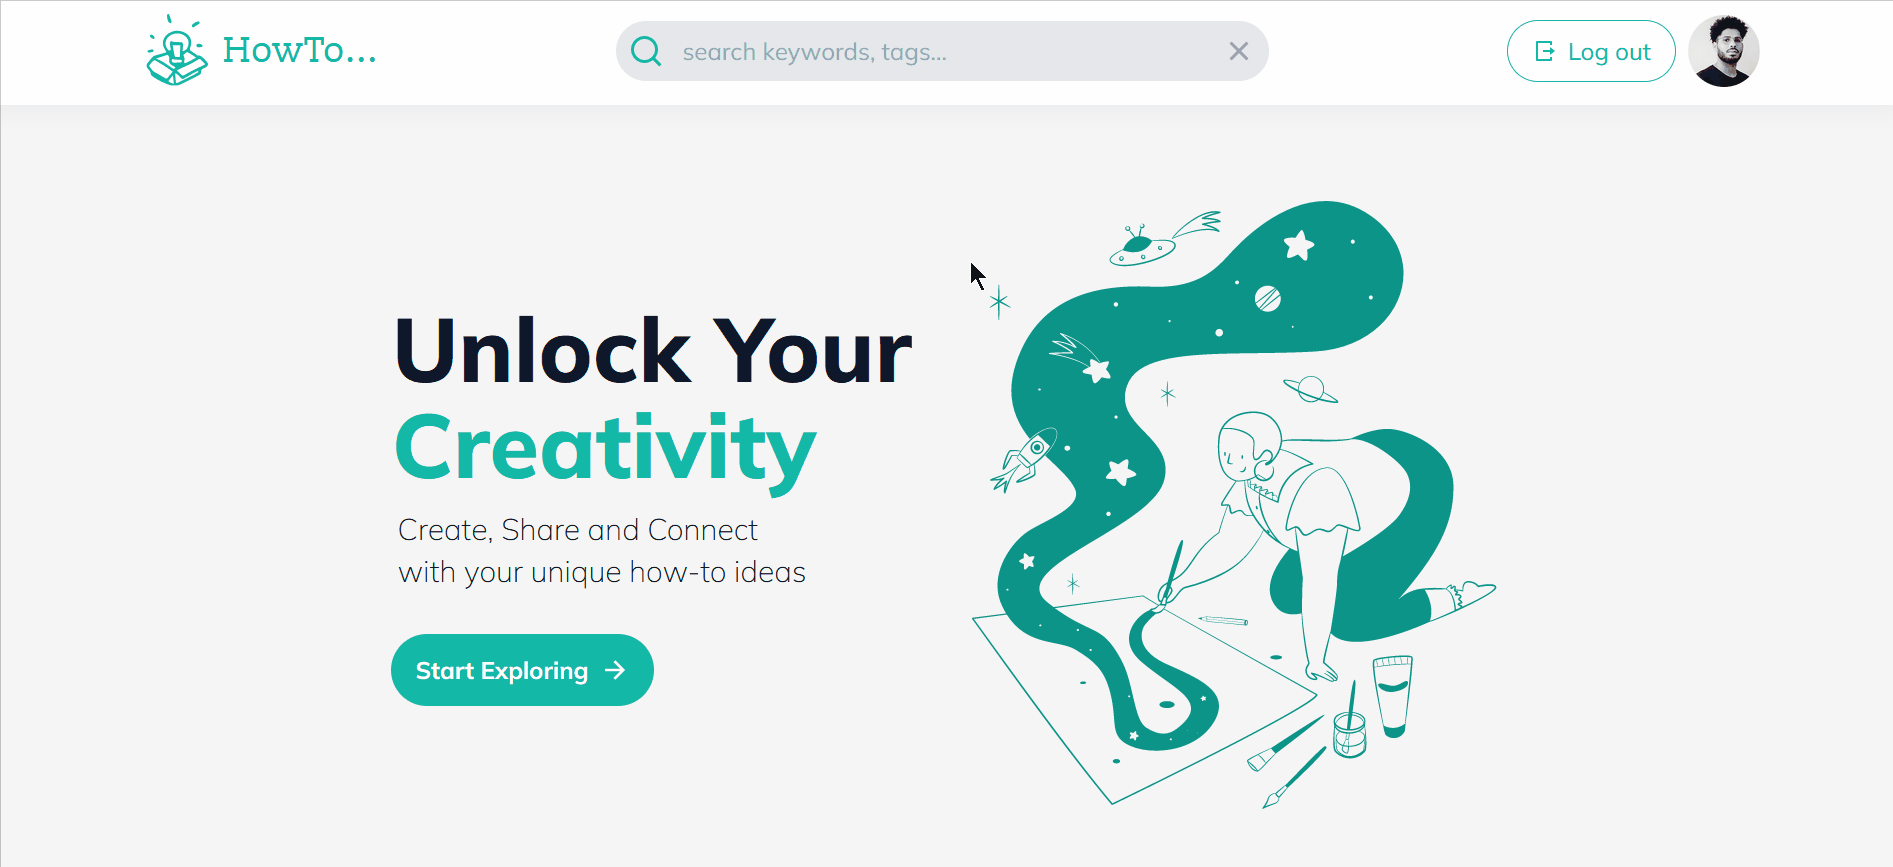 HowTo...
search keywords, tags...
Log out
Unlock Your
Creativity
Create, Share and Connect
with your unique how-to ideas
Start Exploring